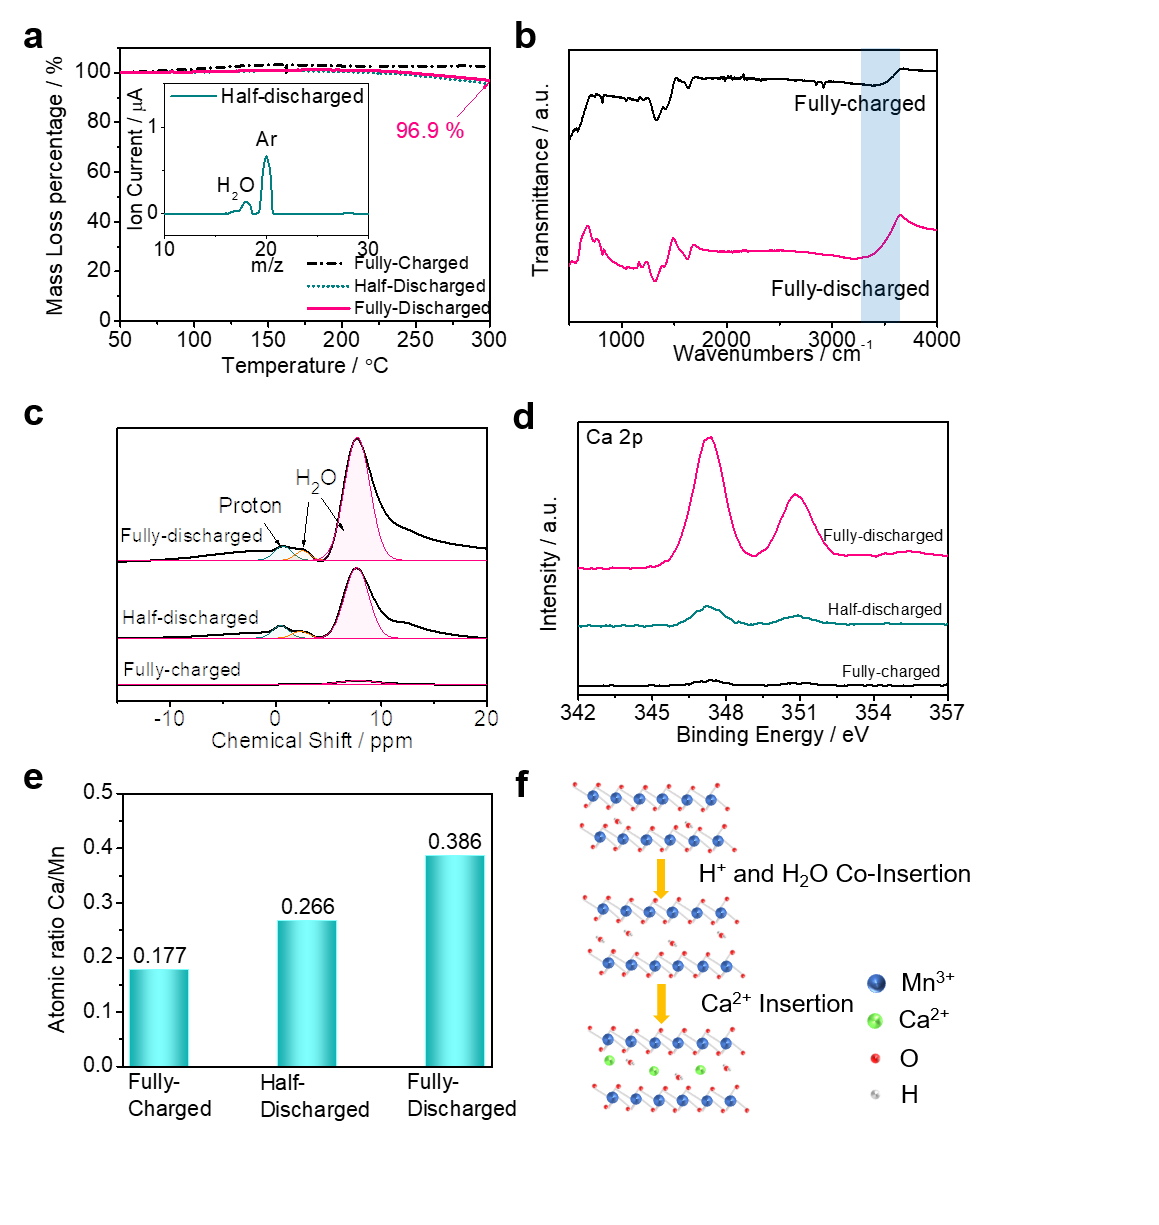 a
Mass Loss percentage / %
100
80
60
40
20
0
50
100
150
200
250
300
Temperature / °C
96.9 %
Half-discharged
Ion Current / μA
1
0
Ar
H2O
10
20
30
m/z
Fully-Charged
Half-Discharged
Fully-Discharged
b
Transmittance / a.u.
Fully-charged
Fully-discharged
1000
2000
3000
4000
Wavenumbers / cm-1
c
H2O
Proton
Fully-discharged
Half-discharged
Fully-charged
-10
0
10
20
Chemical Shift / ppm
d
Ca 2p
Intensity / a.u.
Fully-discharged
Half-discharged
Fully-charged
342
345
348
351
354
357
Binding Energy / eV
e
Atomic ratio Ca/Mn
0.5
0.4
0.3
0.2
0.1
0.0
0.177
0.266
0.386
Fully-
Charged
Half-
Discharged
Fully-
Discharged
f
H+ and H2O Co-Insertion
Ca2+ Insertion
Mn3+
Ca2+
O
H